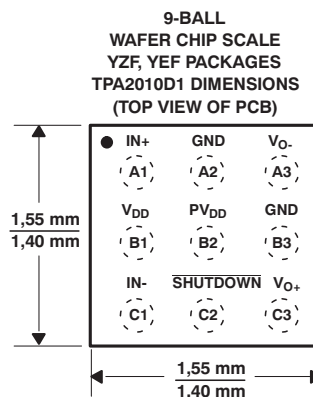 9-BALL
WAFER CHIP SCALE
YZF, YEF PACKAGES
TPA2010D1 DIMENSIONS
(TOP VIEW OF PCB)
IN+ GND VO-
A1 A2 A3
1,55 mm
1,40 mm
VDD PVDD GND
B1 B2 B3
IN- SHUTDOWN VO+
C1 C2 C3
1,55 mm
1,40 mm